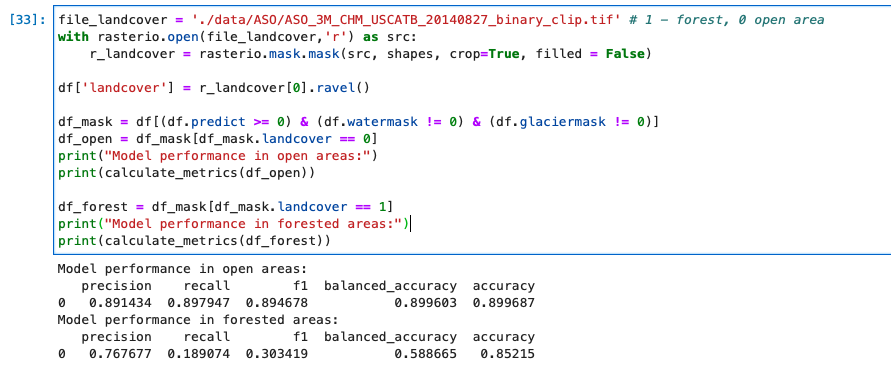 [33]: file_landcover = './data/ASO/ASO_3M_CHM_USCATB_20140827_binary_clip.tif' # 1 - forest, 0 open area
with rasterio.open(file_landcover,'r') as src:
    r_landcover = rasterio.mask.mask(src, shapes, crop=True, filled = False)
df['landcover'] = r_landcover[0].ravel()
df_mask = df[(df.predict >= 0) & (df.watermask != 0) & (df.glaciermask != 0)]
df_open = df_mask[df_mask.landcover == 0]
print("Model performance in open areas:")
print(calculate_metrics(df_open))
df_forest = df_mask[df_mask.landcover == 1]
print("Model performance in forested areas:")
print(calculate_metrics(df_forest))
Model performance in open areas:
   precision    recall        f1  balanced_accuracy  accuracy
0   0.891434  0.897947  0.894678           0.899603  0.899687
Model performance in forested areas:
   precision    recall        f1  balanced_accuracy  accuracy
0   0.767677  0.189074  0.303419           0.588665   0.85215